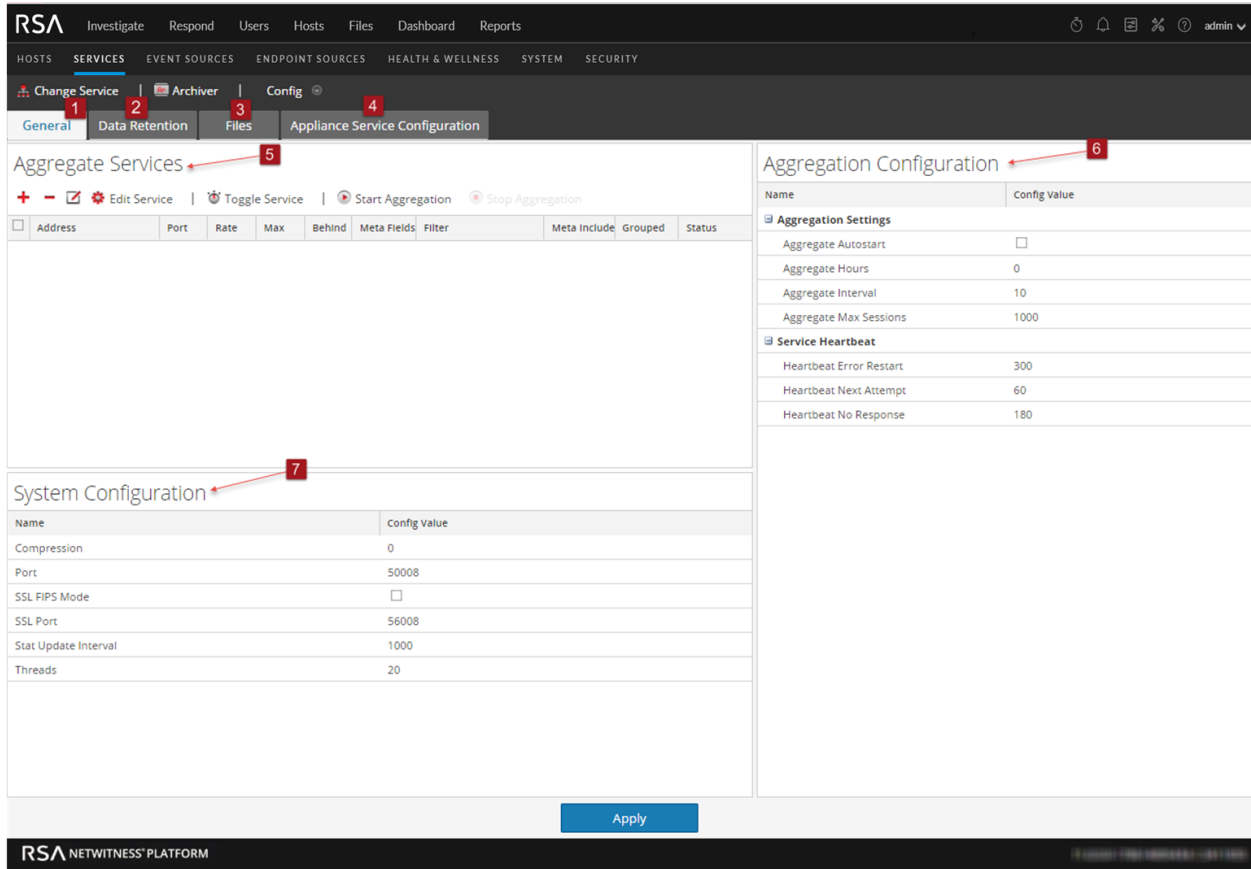 RSA Investigate Respond Users Hosts Files Dashboard Reports admin
HOSTS SERVICES EVENT SOURCES ENDPOINT SOURCES HEALTH & WELLNESS SYSTEM SECURITY
Change Service | Archiver | Config
1 2 3 4
General Data Retention Files Appliance Service Configuration
Aggregate Services 5
Edit Service | Toggle Service | Start Aggregation Stop Aggregation
Address Port Rate Max Behind Meta Fields Filter Meta Include Grouped Status
Aggregation Configuration 6
Name Config Value
Aggregation Settings
Aggregate Autostart
Aggregate Hours 0
Aggregate Interval 10
Aggregate Max Sessions 1000
Service Heartbeat
Heartbeat Error Restart 300
Heartbeat Next Attempt 60
Heartbeat No Response 180
System Configuration 7
Name Config Value
Compression 0
Port 50008
SSL FIPS Mode
SSL Port 56008
Stat Update Interval 1000
Threads 20
Apply
RSA NETWITNESS® PLATFORM